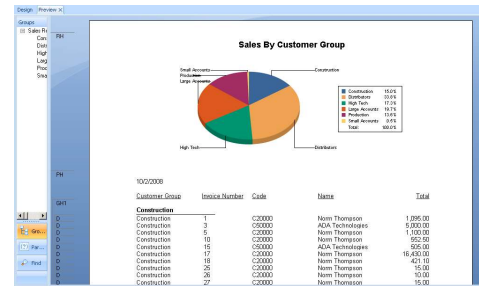 Design Preview ×
Groups
Sales Re
Con
Distr
High
Larg
Proc
Sma
RH
Sales By Customer Group
Small Accounts
Production
Large Accounts
Construction
High Tech
Distributors
Construction 15.0%
Distributors 33.8%
High Tech 17.3%
Large Accounts 19.7%
Production 13.6%
Small Accounts 0.6%
Total: 100.0%
PH
10/2/2008
Customer Group Invoice Number Code Name Total
GH1
Construction
D Construction 1 C20000 Norm Thompson 1,095.00
D Construction 3 C50000 ADA Technologies 5,000.00
D Construction 5 C20000 Norm Thompson 1,100.00
D Construction 10 C20000 Norm Thompson 552.50
D Construction 15 C50000 ADA Technologies 505.00
D Construction 17 C20000 Norm Thompson 16,430.00
D Construction 18 C20000 Norm Thompson 421.10
D Construction 25 C20000 Norm Thompson 15.00
D Construction 26 C20000 Norm Thompson 10.00
D Construction 27 C20000 Norm Thompson 15.00
Gro...
Par...
Find